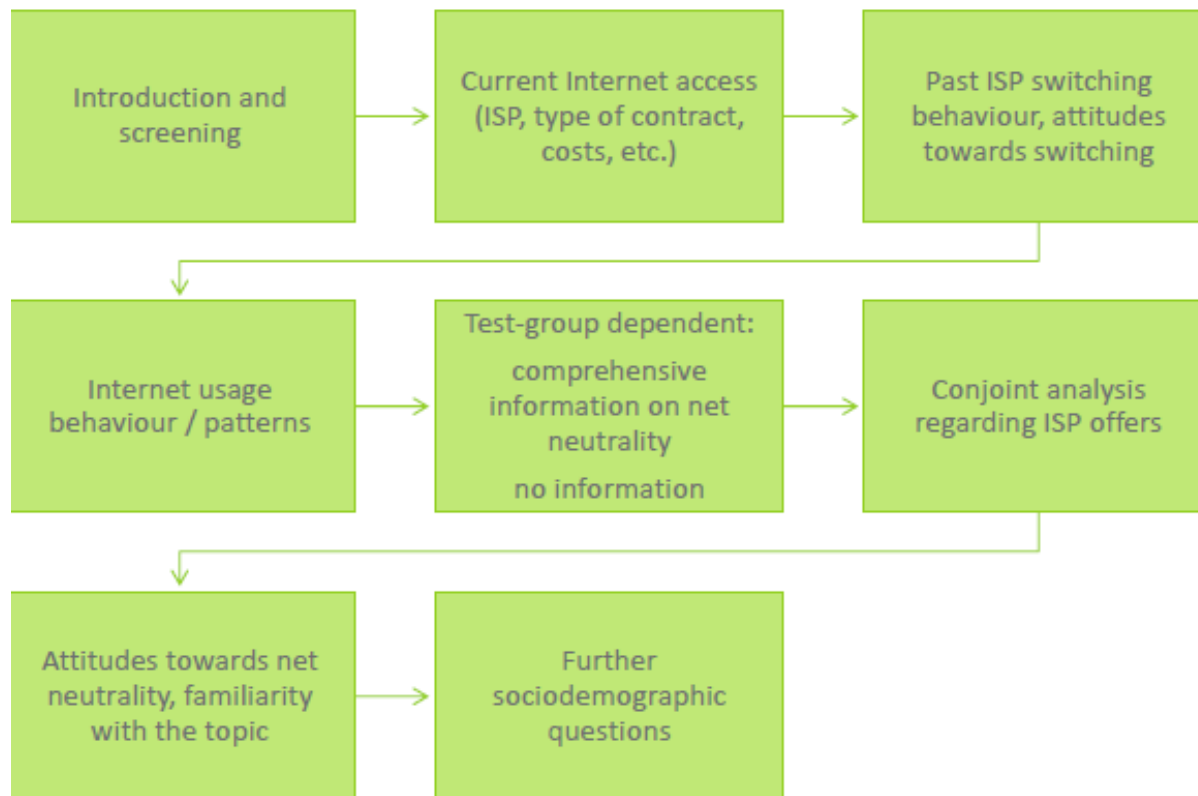 Introduction and
screening
Current Internet access
(ISP, type of contract,
costs, etc.)
Past ISP switching
behaviour, attitudes
towards switching
Internet usage
behaviour / patterns
Test-group dependent:
comprehensive
information on net
neutrality
no information
Conjoint analysis
regarding ISP offers
Attitudes towards net
neutrality, familiarity
with the topic
Further
sociodemographic
questions